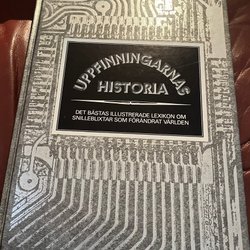 UPPFINNINGARNAS
HISTORIA
DET BÄSTAS ILLUSTRERADE LEXIKON OM
SNILLEBLIXTAR SOM FÖRÄNDRAT VÄRLDEN